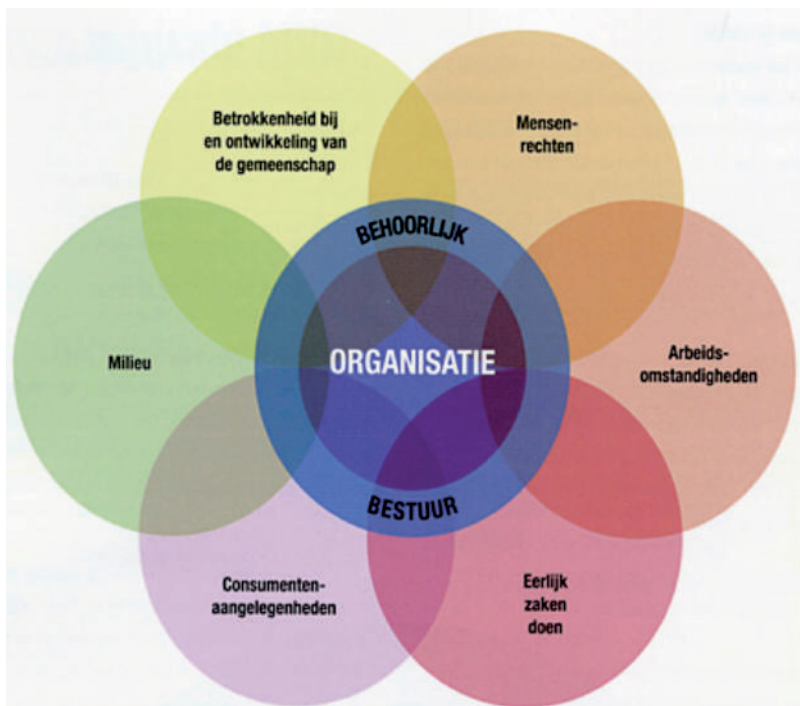 Betrokkenheid bij
en ontwikkeling van
de gemeenschap
Mensen-
rechten
BEHOORLIJK
Milieu
ORGANISATIE
Arbeids-
omstandigheden
BESTUUR
Consumenten-
aangelegenheden
Eerlijk
zaken
doen